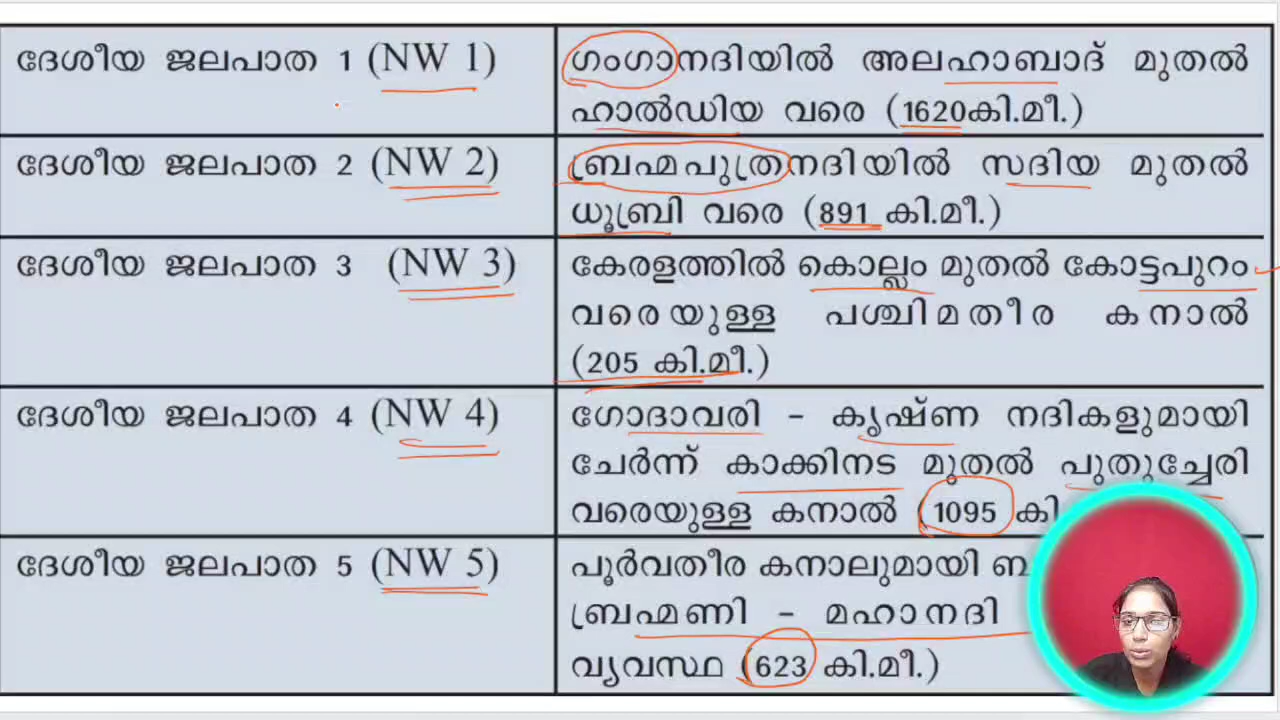 ദേശീയ ജലപാത 1 (NW 1)
ഗംഗാനദിയിൽ അലഹാബാദ് മുതൽ
ഹാൽഡിയ വരെ (1620കി.മീ.)
ദേശീയ ജലപാത 2 (NW 2)
ബ്രഹ്മപുത്രനദിയിൽ സദിയ മുതൽ
ധൂബ്രി വരെ (891 കി.മീ.)
ദേശീയ ജലപാത 3 (NW 3)
കേരളത്തിൽ കൊല്ലം മുതൽ കോട്ടപുറം
വരെയുള്ള പശ്ചിമതീര കനാൽ
(205 കി.മീ.)
ദേശീയ ജലപാത 4 (NW 4)
ഗോദാവരി - കൃഷ്ണ നദികളുമായി
ചേർന്ന് കാക്കിനട മുതൽ പുതുച്ചേരി
വരെയുള്ള കനാൽ (1095 കി
ദേശീയ ജലപാത 5 (NW 5)
പൂർവതീര കനാലുമായി
ബ്രഹ്മണി - മഹാനദി
വ്യവസ്ഥ (623 കി.മീ.)